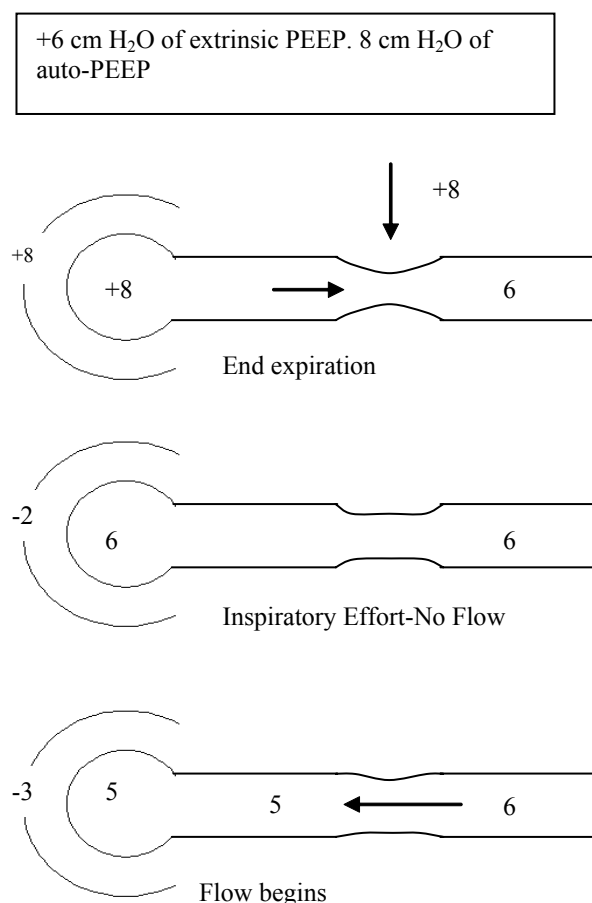 +6 cm H₂O of extrinsic PEEP. 8 cm H₂O of
auto-PEEP
+8
+8
+8
6
End expiration
-2
6
6
Inspiratory Effort-No Flow
-3
5
5
6
Flow begins